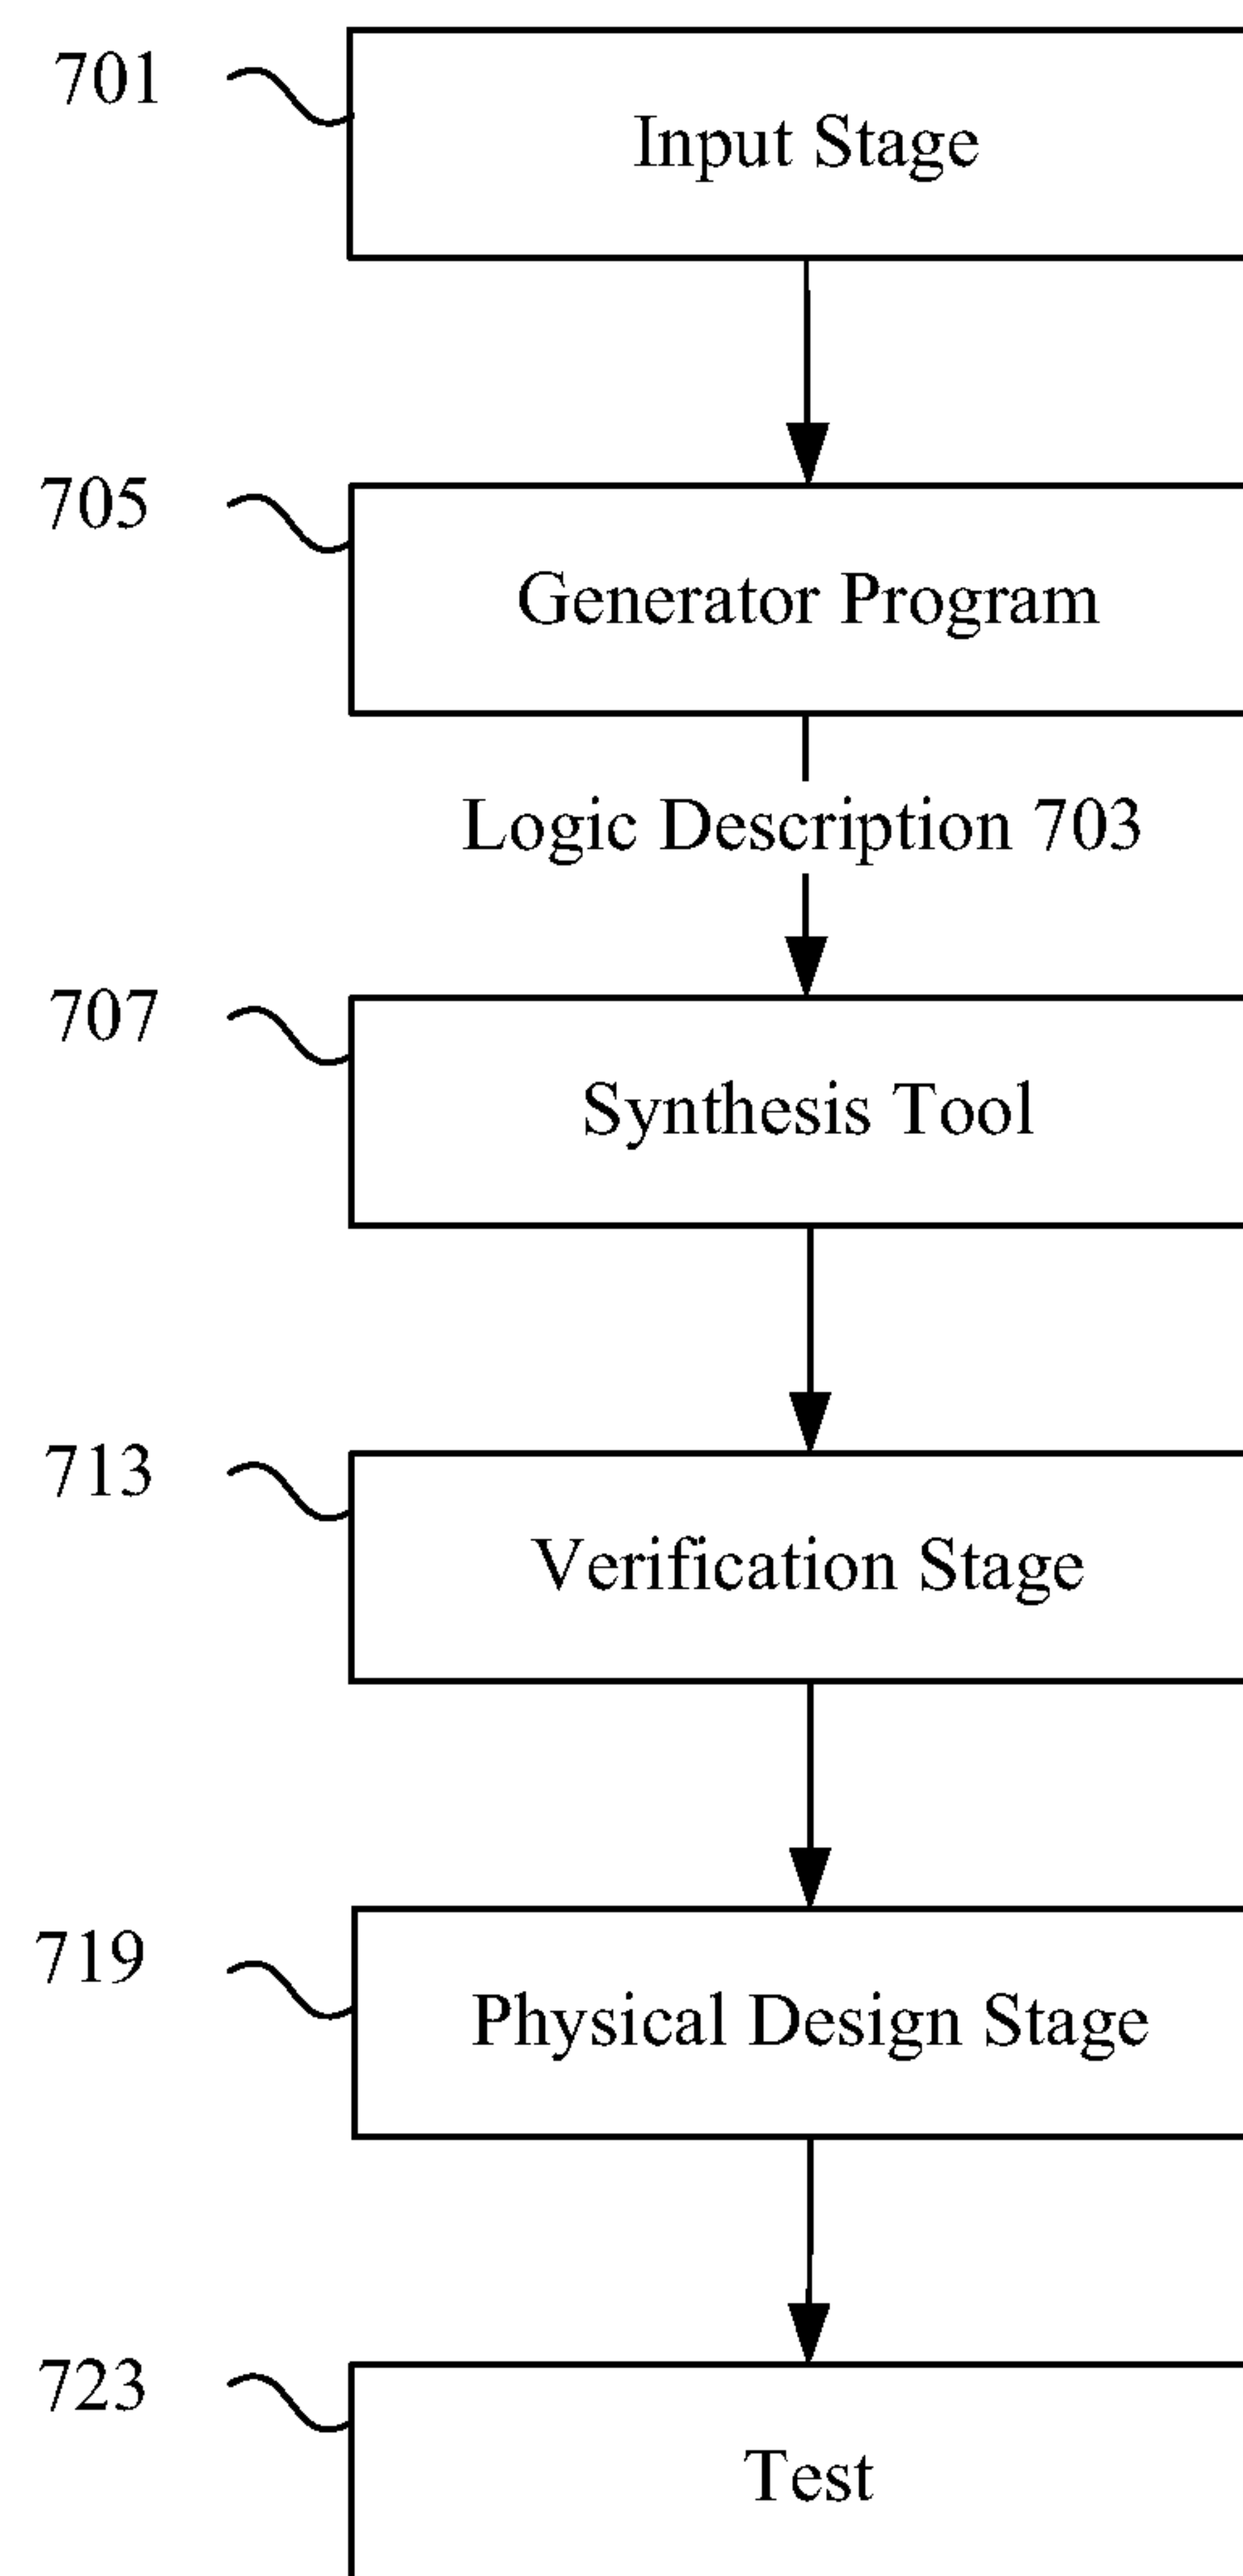 701
Input Stage
705
Generator Program
Logic Description 703
707
Synthesis Tool
713
Verification Stage
719
Physical Design Stage
723
Test